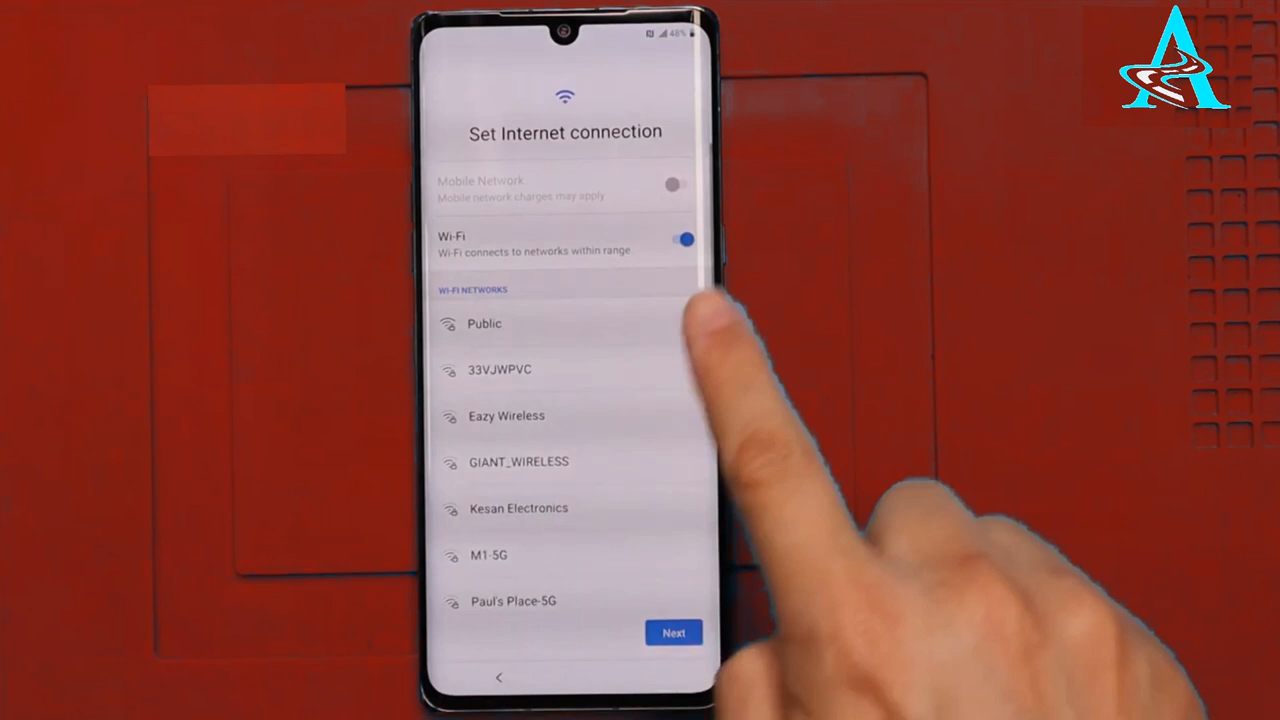 48%
Set Internet connection
Mobile Network
Mobile network charges may apply
Wi-Fi
Wi-Fi connects to networks within range
WI-FI NETWORKS
Public
33VJWPVC
Eazy Wireless
GIANT_WIRELESS
Kesan Electronics
M1-5G
Paul's Place-5G
Next
A